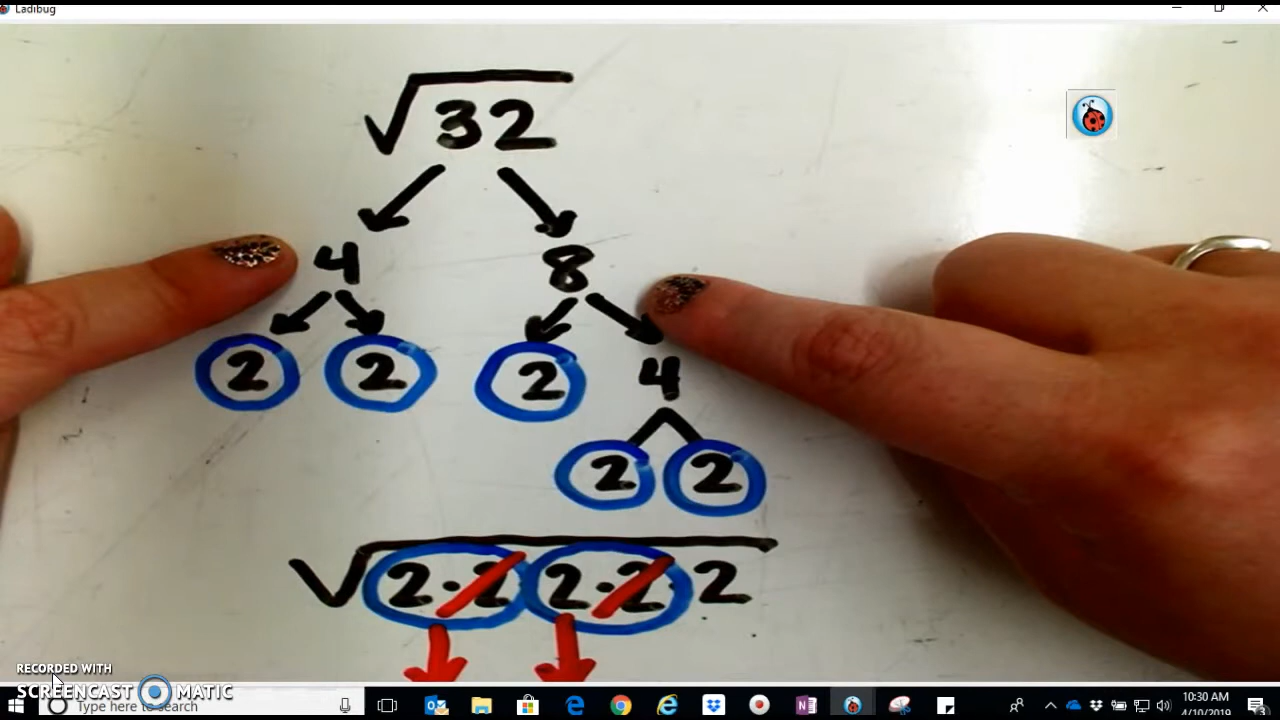 Ladibug
√32
4 8
2 2 2 4
2 2
√2·2·2·2·2
RECORDED WITH
SCREENCAST MATIC
Type here to search
10:30 AM
4/10/2019